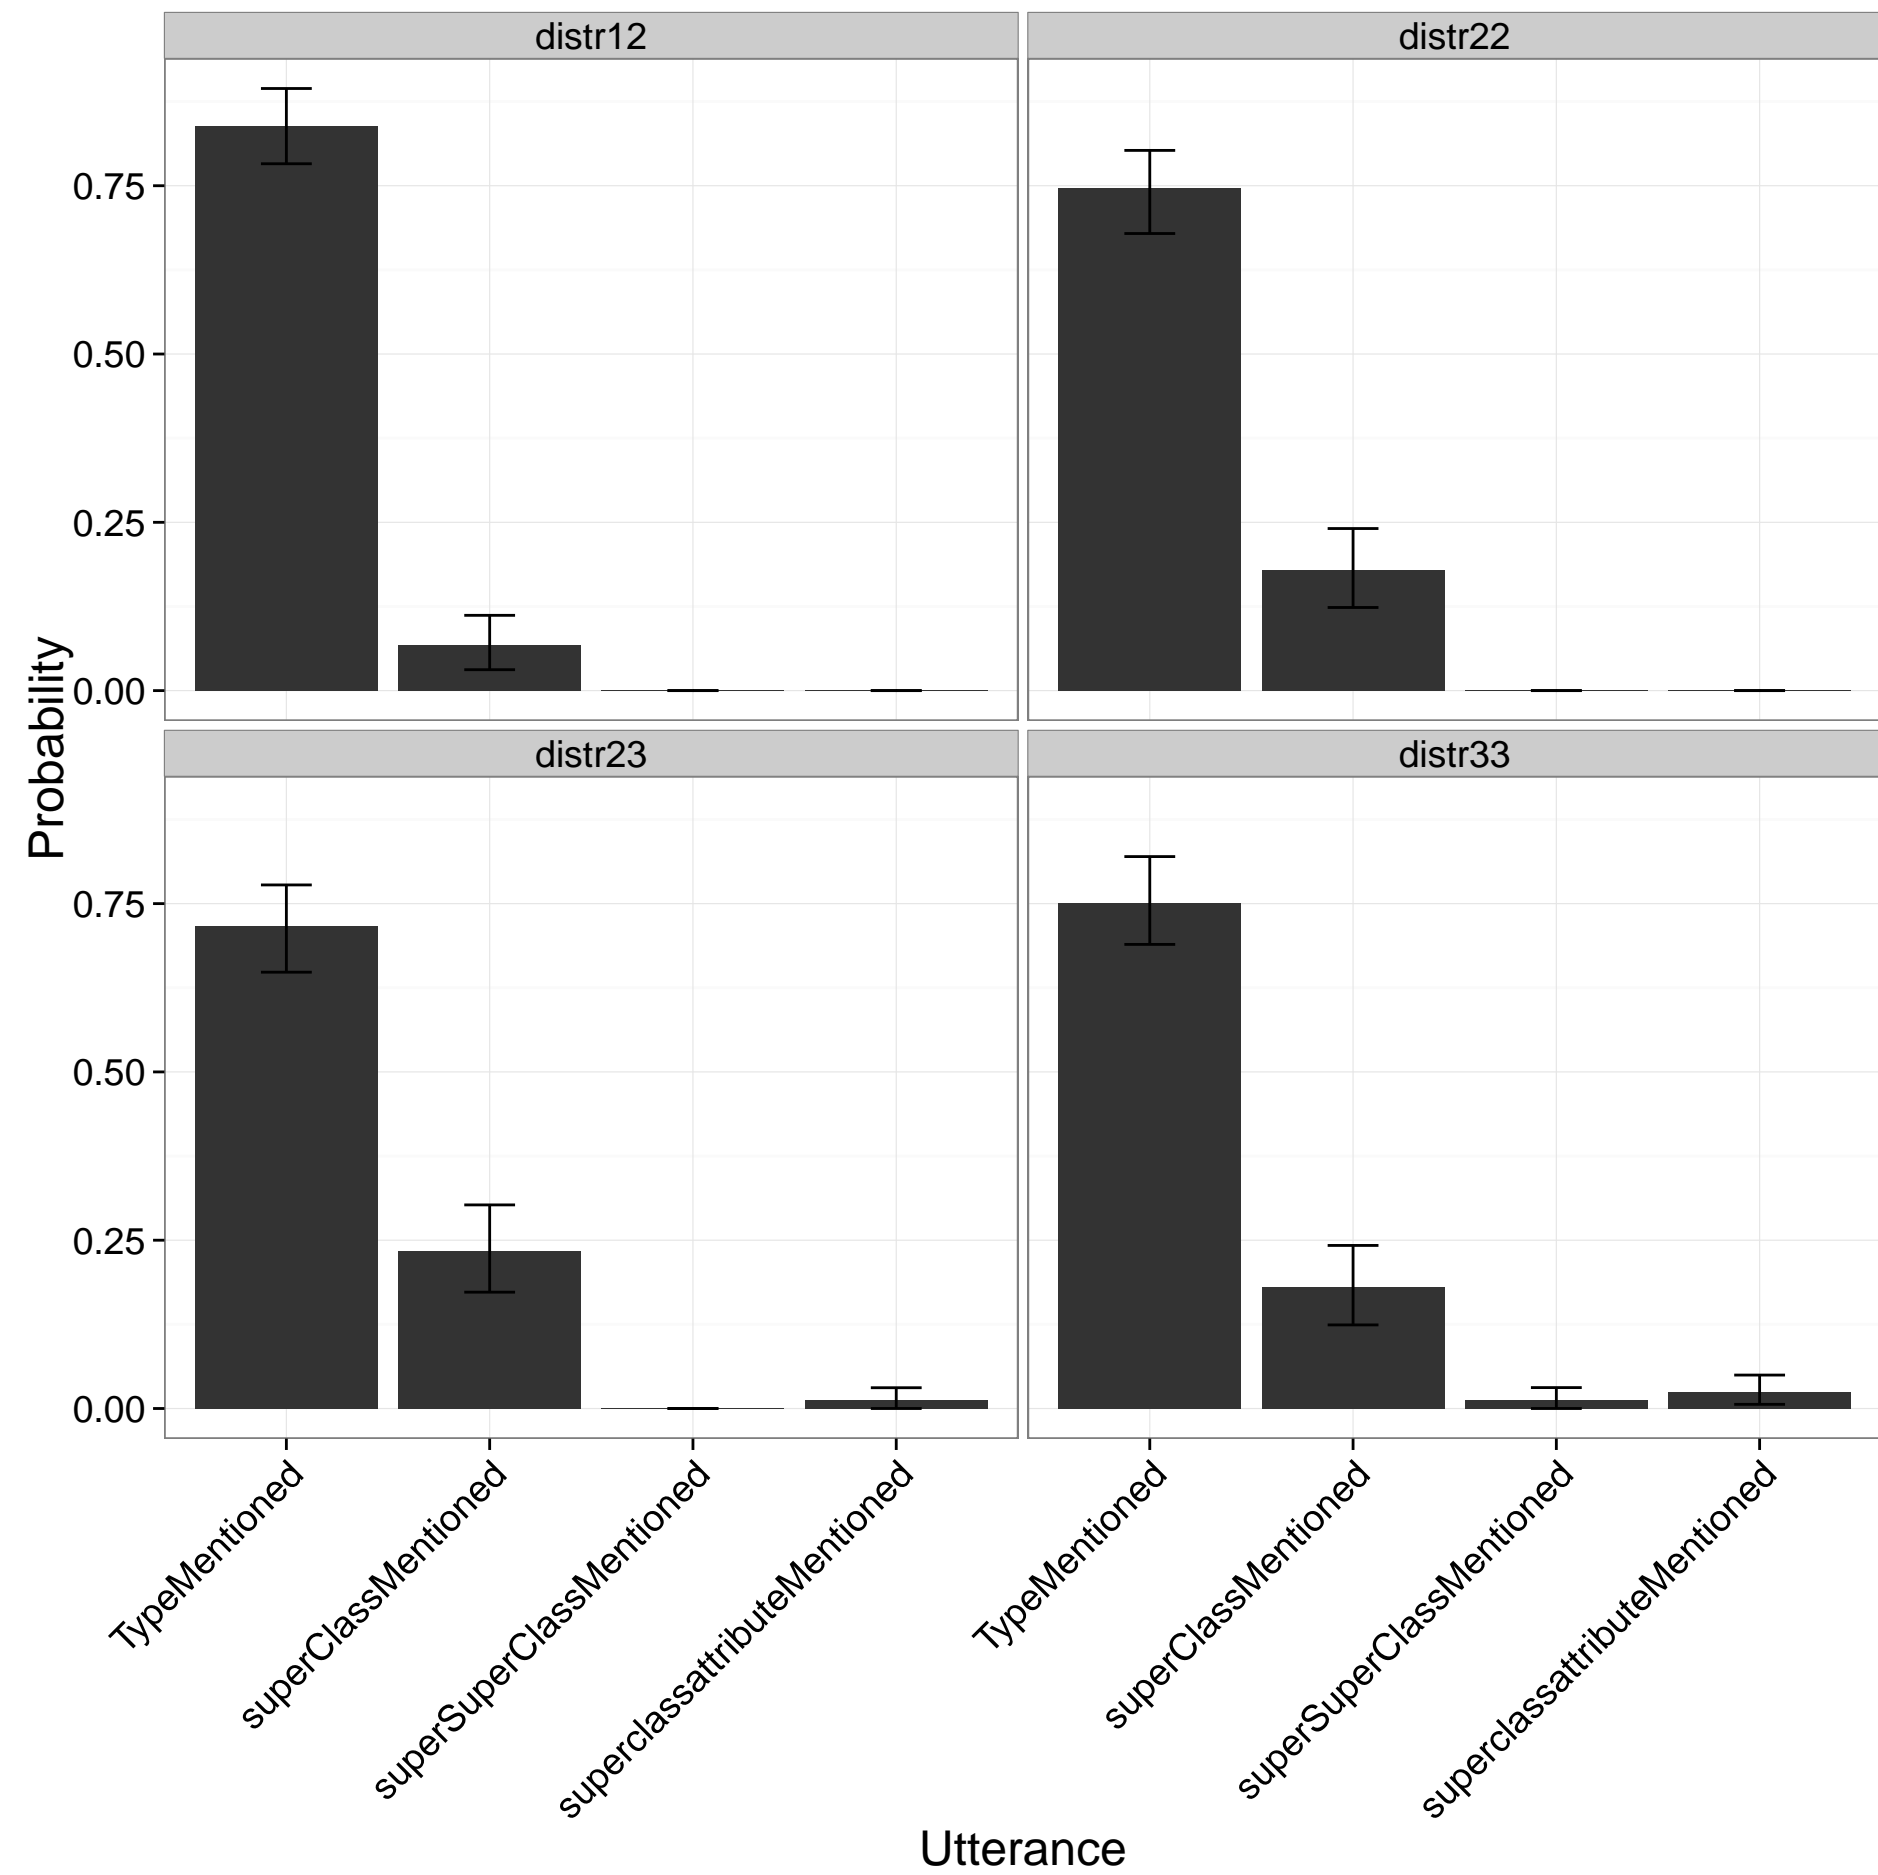 distr12
distr22
0.75
0.50
0.25
0.00
distr23
distr33
0.75
0.50
0.25
0.00
Probability
TypeMentioned
superClassMentioned
superSuperClassMentioned
superclassattributeMentioned
TypeMentioned
superClassMentioned
superSuperClassMentioned
superclassattributeMentioned
Utterance